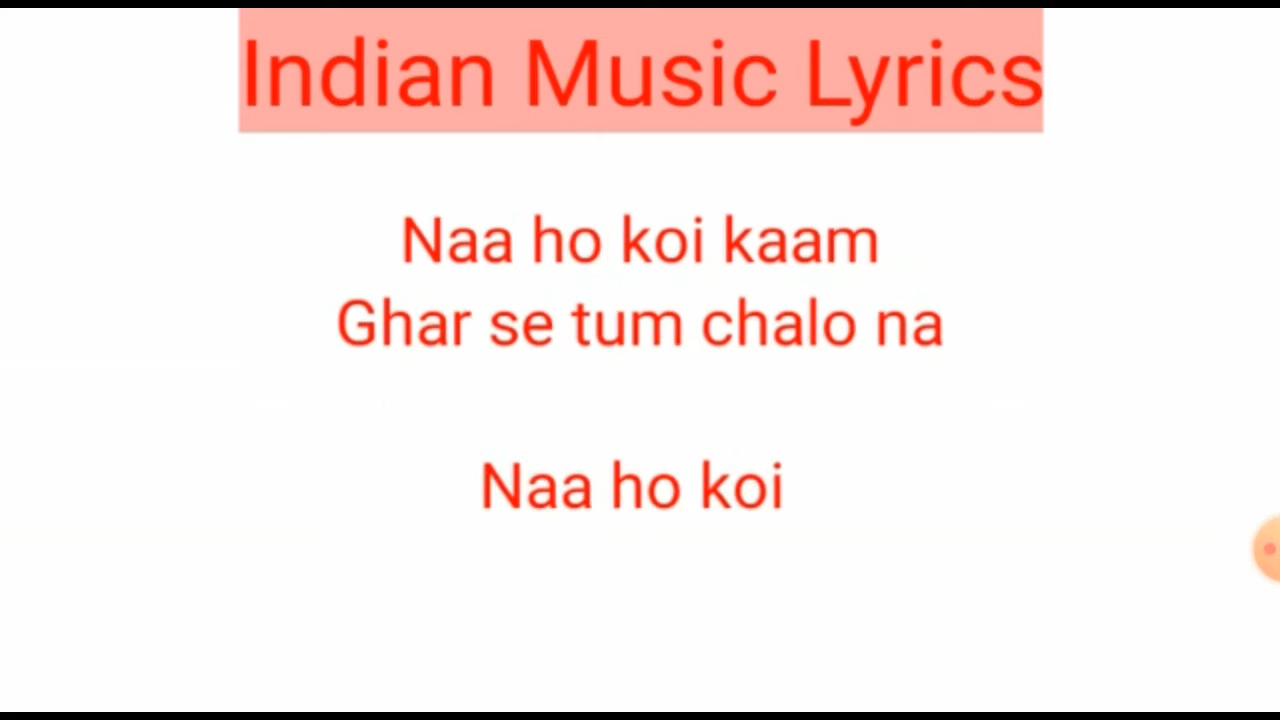 Indian Music Lyrics
Naa ho koi kaam
Ghar se tum chalo na
Naa ho koi